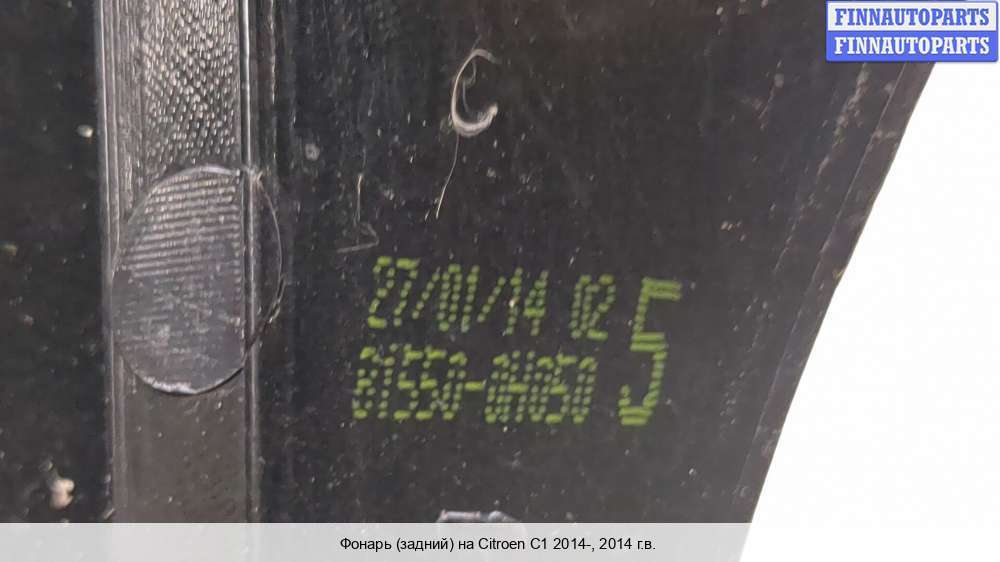 FINNAUTOPARTS
FINNAUTOPARTS
27/01/14 02
81550-0H050
5
Фонарь (задний) на Citroen C1 2014-, 2014 г.в.